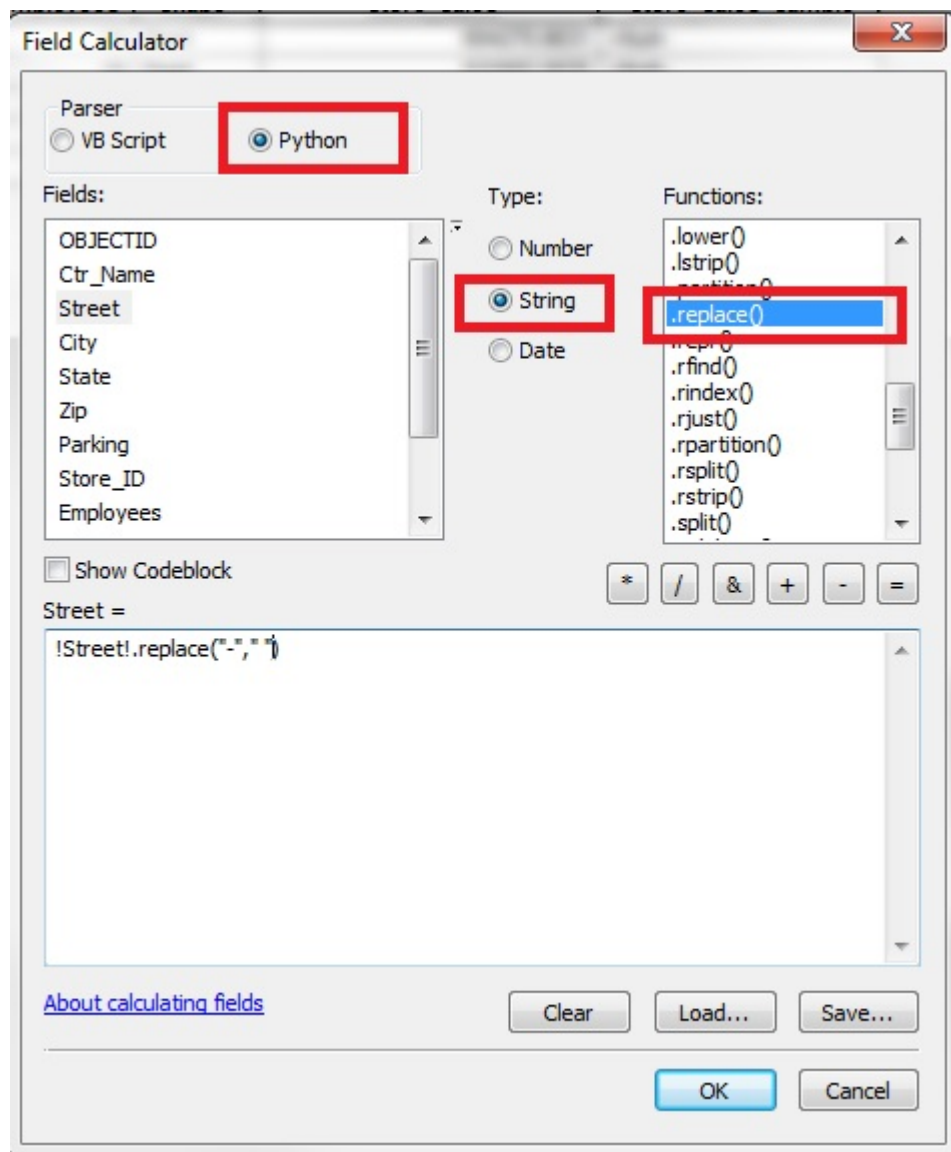 Field Calculator
X
Parser
VB Script
Python
Fields:
Type:
Functions:
OBJECTID
Ctr_Name
Street
City
State
Zip
Parking
Store_ID
Employees
Number
String
Date
.lower()
.lstrip()
.partition()
.replace()
.rfind()
.rindex()
.rjust()
.rpartition()
.rsplit()
.rstrip()
.split()
Show Codeblock
* / & + - =
Street =
!Street!.replace("-"," ")
About calculating fields
Clear
Load...
Save...
OK
Cancel